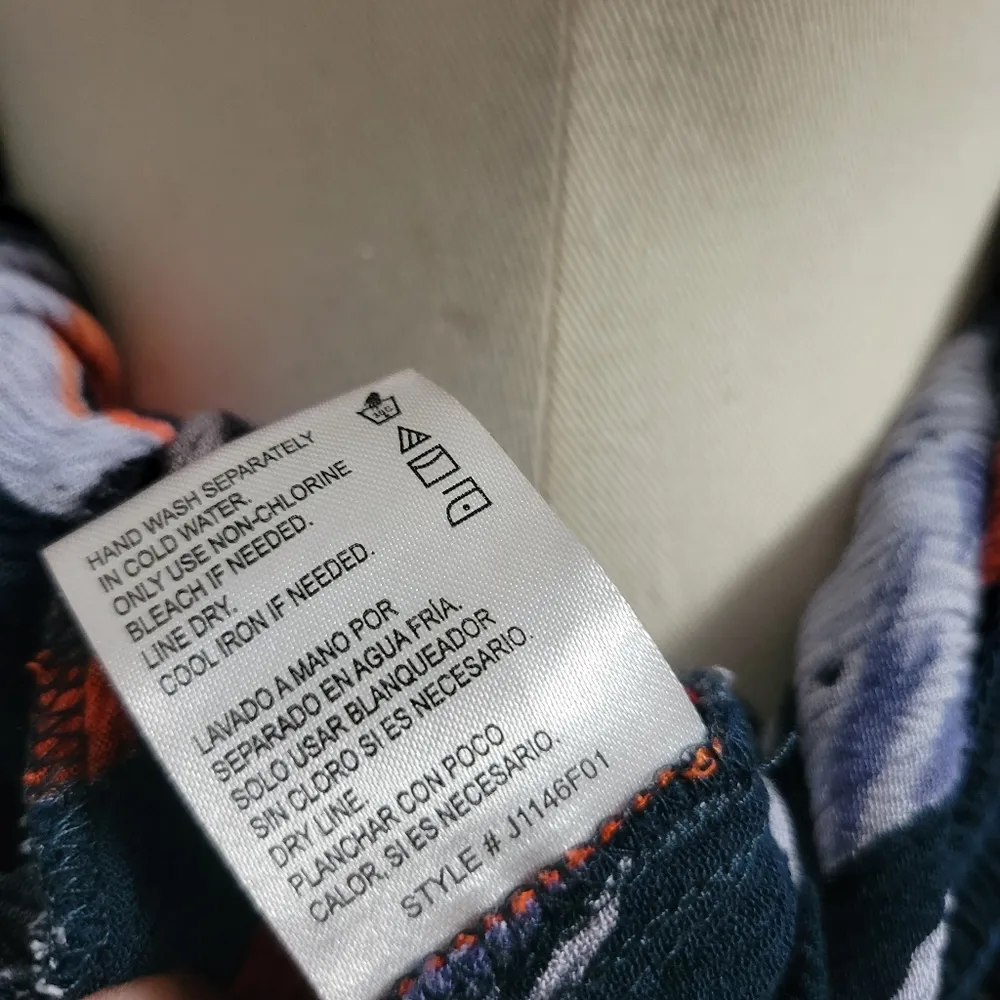 HAND WASH SEPARATELY
IN COLD WATER.
ONLY USE NON-CHLORINE
BLEACH IF NEEDED.
LINE DRY.
COOL IRON IF NEEDED.
LAVADO A MANO POR
SEPARADO EN AGUA FRÍA.
SOLO USAR BLANQUEADOR
SIN CLORO SI ES NECESARIO.
DRY LINE
PLANCHAR CON POCO
CALOR, SI ES NECESARIO.
STYLE # J1146F01